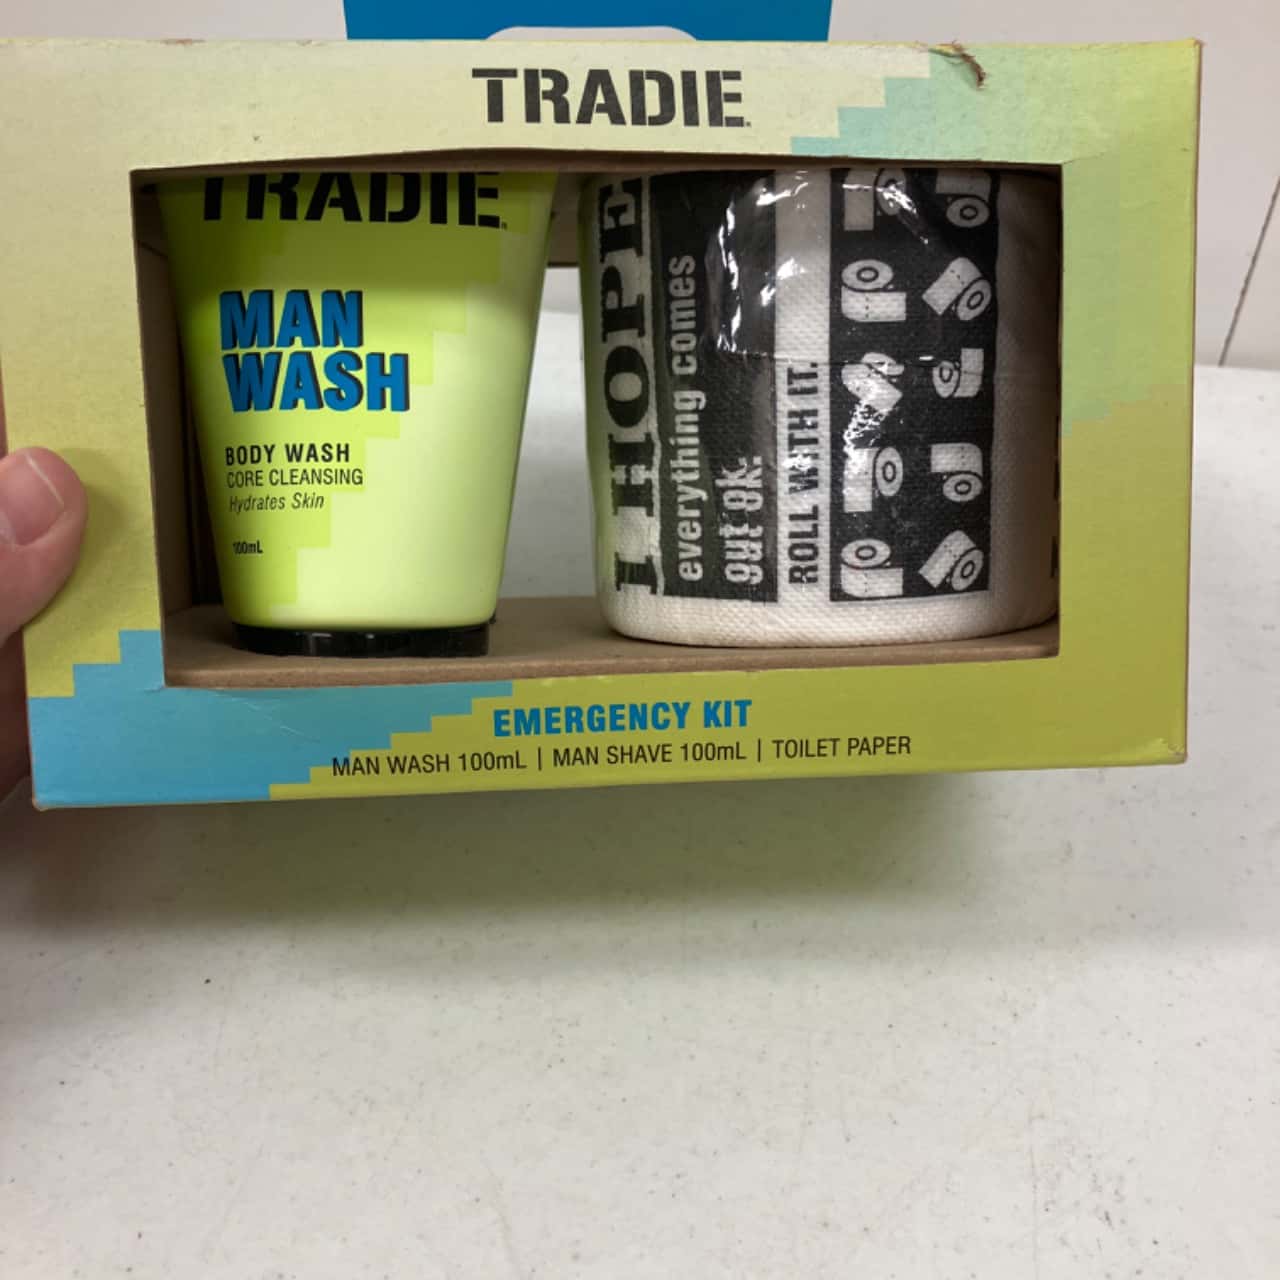 TRADIE
TRADIE
MAN
WASH
BODY WASH
CORE CLEANSING
Hydrates Skin
100mL
I HOPE
everything comes
out ok.
ROLL WITH IT.
EMERGENCY KIT
MAN WASH 100mL | MAN SHAVE 100mL | TOILET PAPER